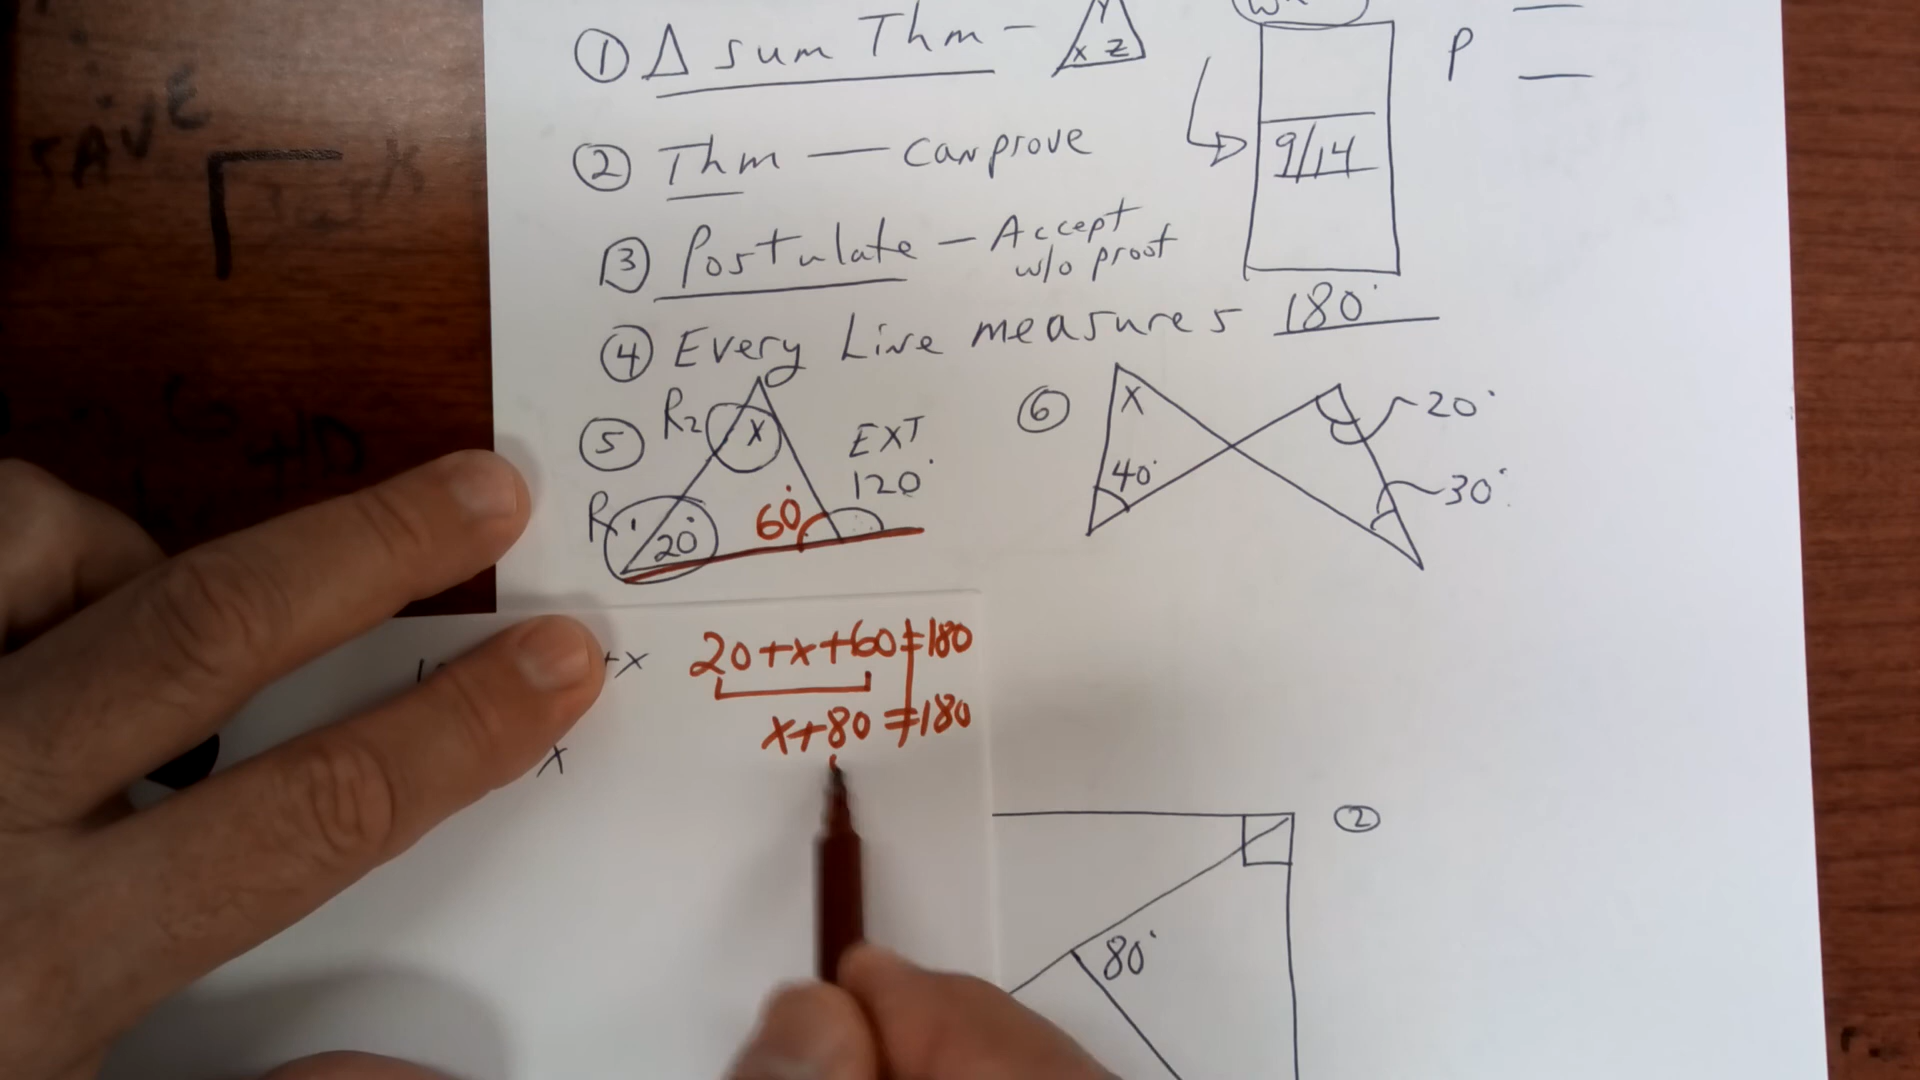 ① Δ sum Thm – Y X Z
P
② Thm — Can prove
9/14
③ Postulate – Accept w/o proof
④ Every Line measures 180°
⑤ R2 X EXT 120°
R1 20° 60°
⑥ X 40° 20° 30°
+x 20+x+60=180
x+80=180
x
②
80°
SAVE